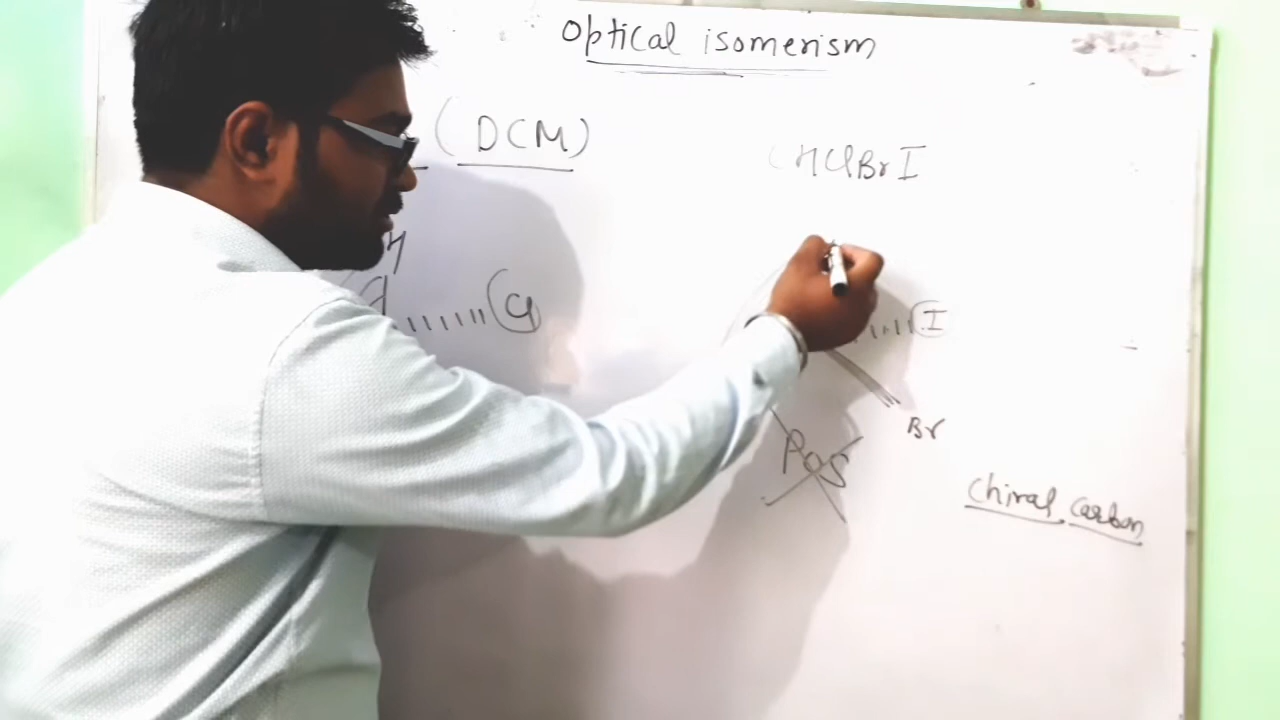 Optical isomerism
(DCM)
CHClBrI
H
Cl
I
Br
POS
Chiral carbon